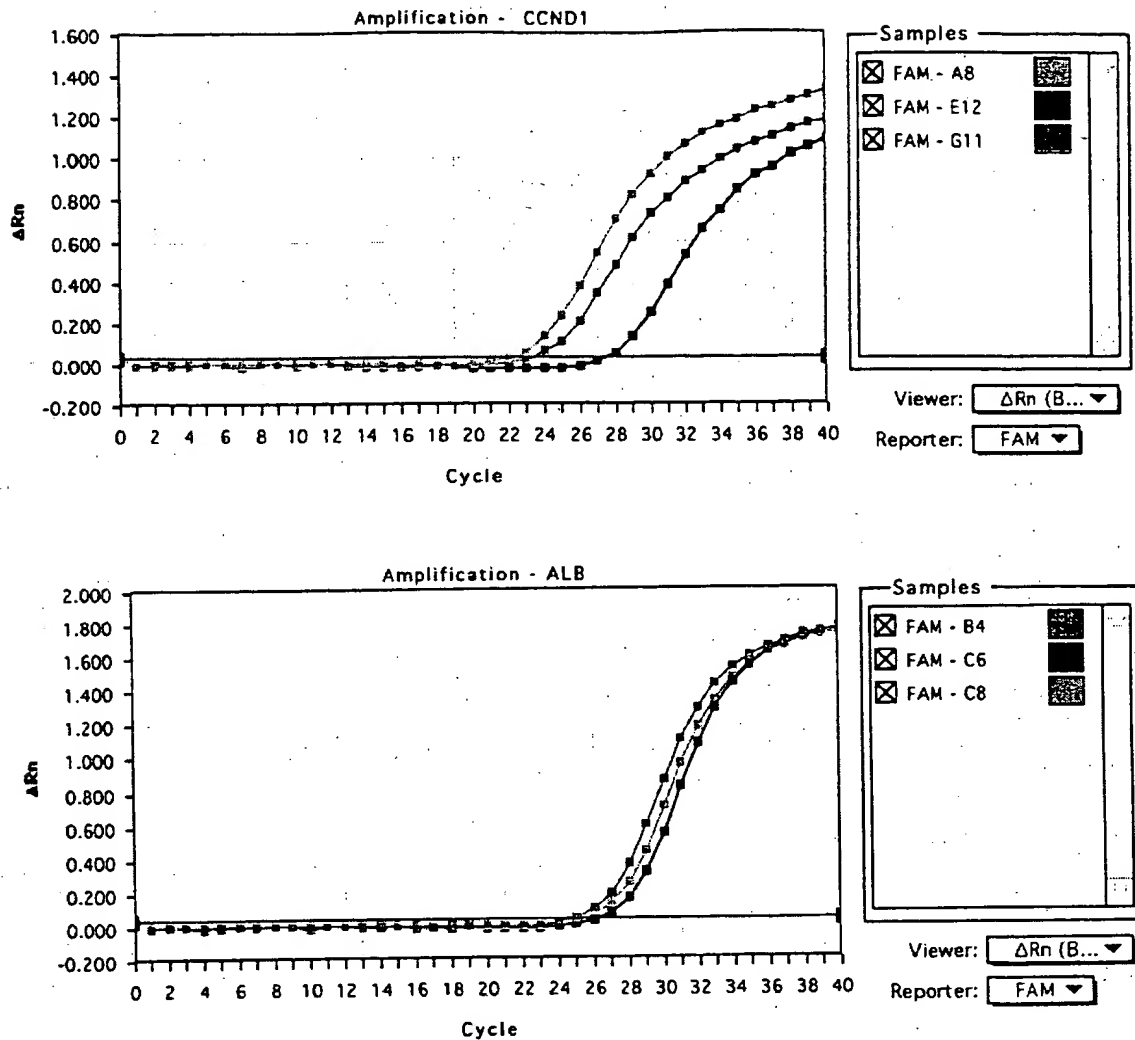 Amplification - CCND1
1.600
1.400
1.200
1.000
0.800
0.600
0.400
0.200
0.000
-0.200
ΔRn
0 2 4 6 8 10 12 14 16 18 20 22 24 26 28 30 32 34 36 38 40
Cycle
Samples
FAM - A8
FAM - E12
FAM - G11
Viewer: ΔRn (B...
Reporter: FAM
Amplification - ALB
2.000
1.800
1.600
1.400
1.200
1.000
0.800
0.600
0.400
0.200
0.000
-0.200
ΔRn
0 2 4 6 8 10 12 14 16 18 20 22 24 26 28 30 32 34 36 38 40
Cycle
Samples
FAM - B4
FAM - C6
FAM - C8
Viewer: ΔRn (B...
Reporter: FAM